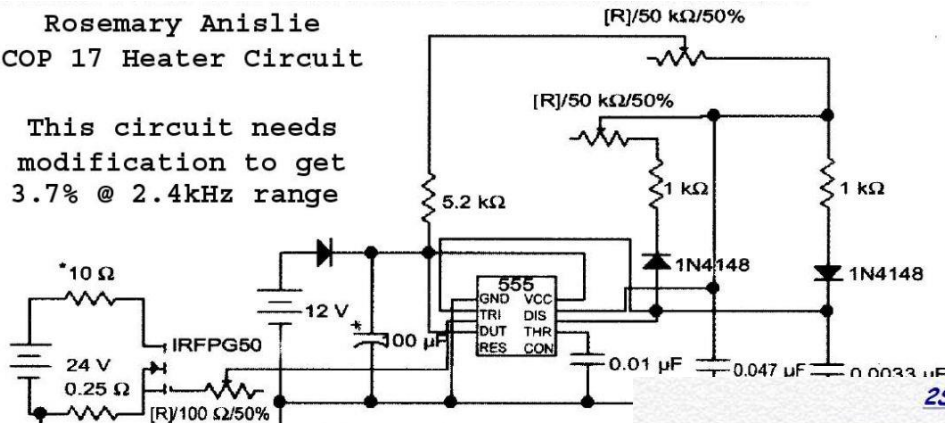 Rosemary Anislie
COP 17 Heater Circuit
This circuit needs
modification to get
3.7% @ 2.4kHz range
[R]/50 kΩ/50%
[R]/50 kΩ/50%
5.2 kΩ
1 kΩ
1 kΩ
1N4148
1N4148
*10 Ω
12 V
*
100 µF
555
GND VCC
TRI DIS
DUT THR
RES CON
IRFPG50
24 V
0.25 Ω
[R]/100 Ω/50%
0.01 µF
0.047 µF
0.0033 µF